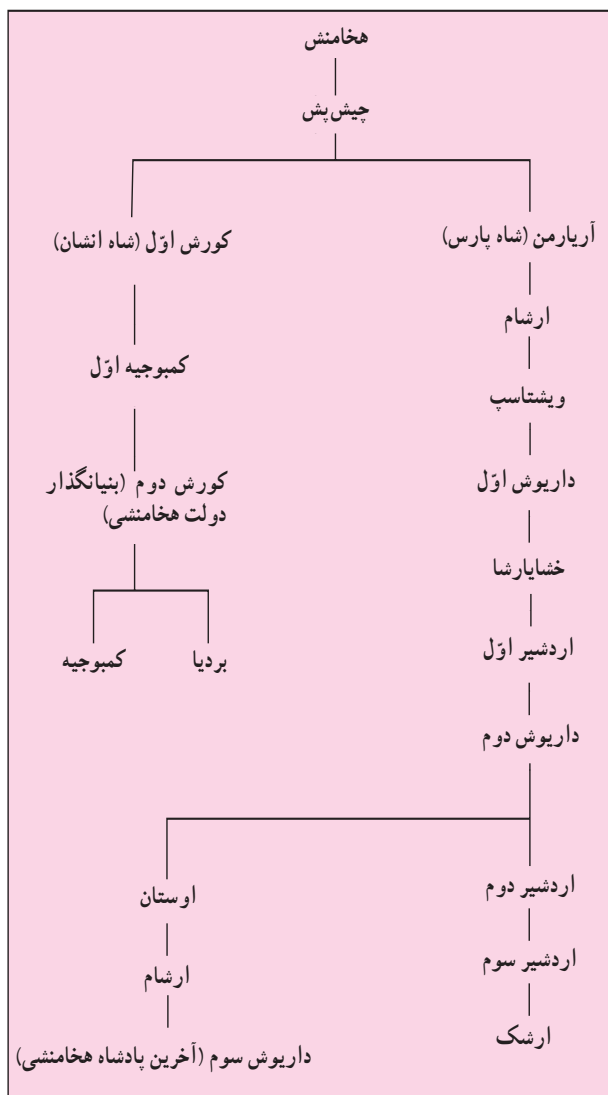 هخامنش
چیش‌پش
آریارمن (شاه پارس)
کورش اوّل (شاه انشان)
ارشام
کمبوجیه اوّل
ویشتاسپ
داریوش اوّل
کورش دوم (بنیانگذار
دولت هخامنشی)
خشایارشا
اردشیر اوّل
بردیا
کمبوجیه
داریوش دوم
اردشیر دوم
اوستان
اردشیر سوم
ارشام
ارشک
داریوش سوم (آخرین پادشاه هخامنشی)